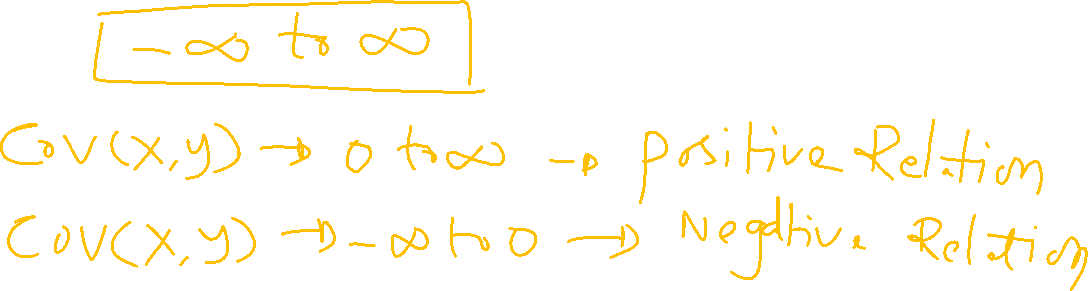 -∞ to ∞
Cov(x,y) → 0 to ∞ → positive Relation
Cov(x,y) → -∞ to 0 → Negative Relation